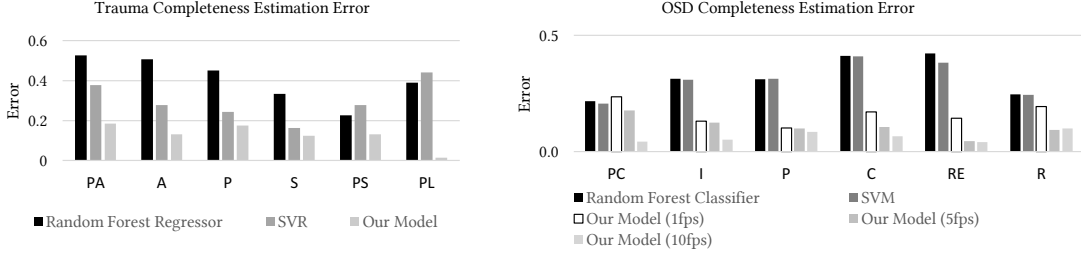 Trauma Completeness Estimation Error
Error
0.6
0.4
0.2
0
PA A P S PS PL
Random Forest Regressor SVR Our Model
OSD Completeness Estimation Error
Error
0.5
0.0
PC I P C RE R
Random Forest Classifier SVM
Our Model (1fps) Our Model (5fps)
Our Model (10fps)